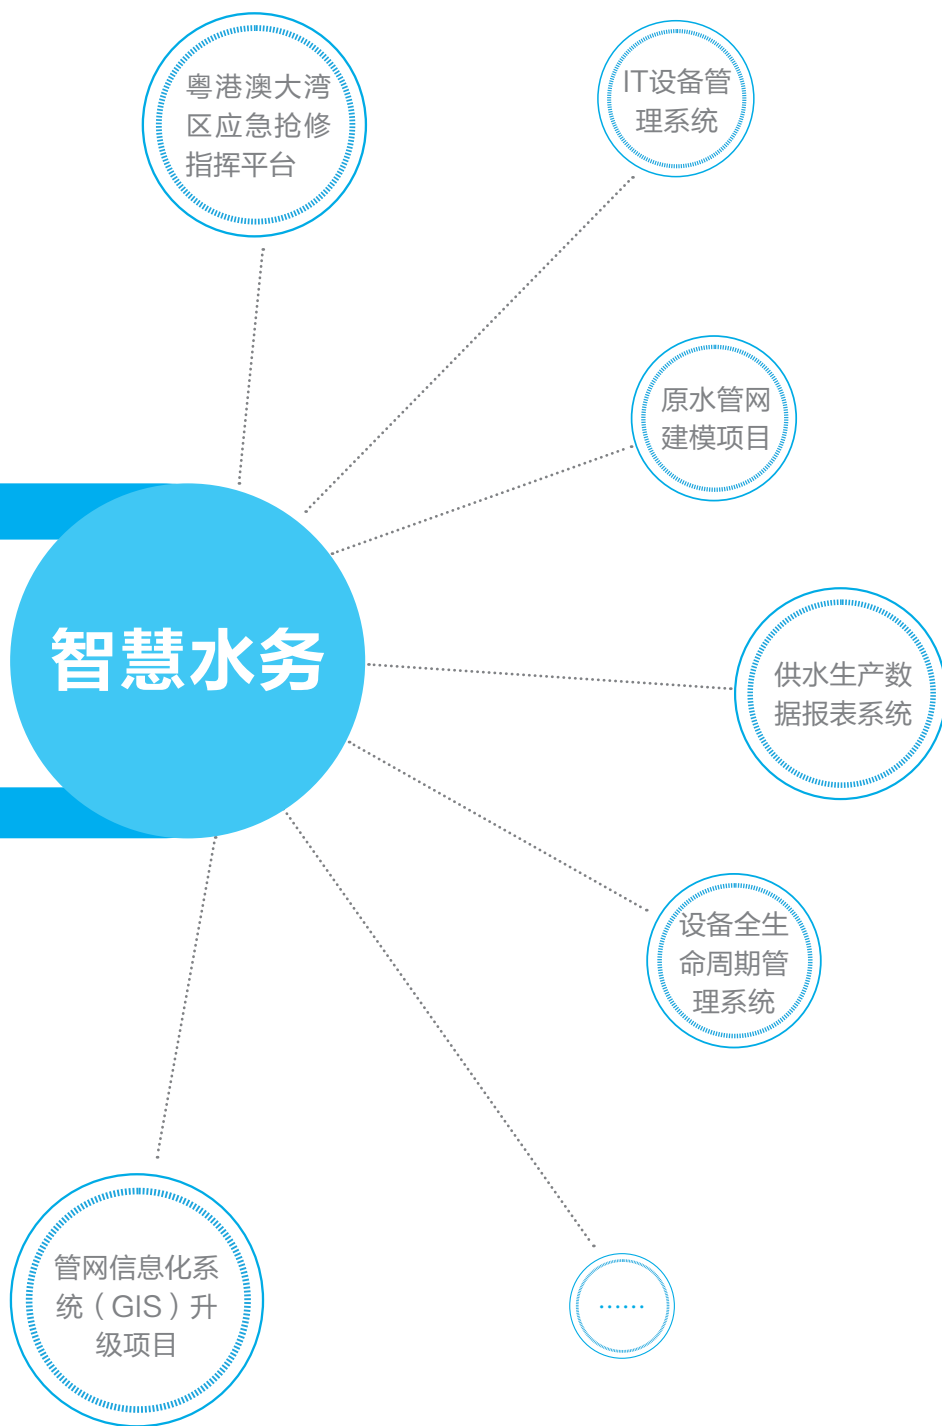 粤港澳大湾
区应急抢修
指挥平台
IT设备管
理系统
原水管网
建模项目
智慧水务
供水生产数
据报表系统
设备全生
命周期管
理系统
管网信息化系
统（GIS）升
级项目
······